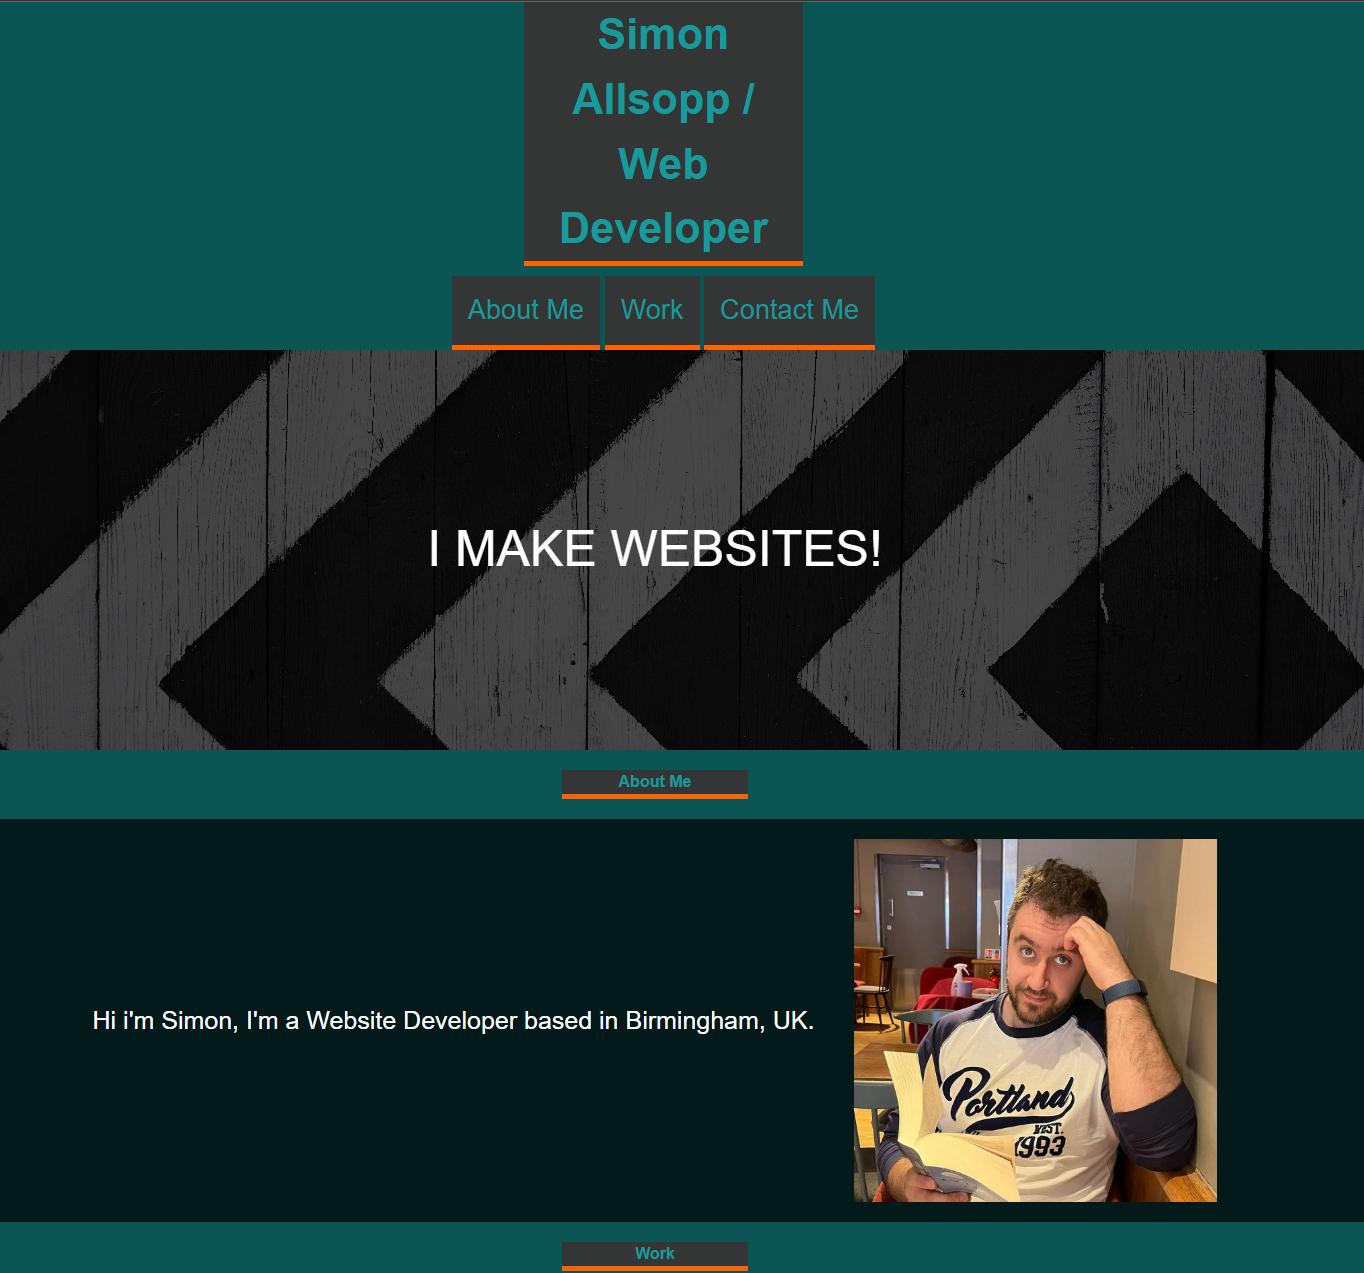 Simon
Allsopp /
Web
Developer
About Me Work Contact Me
I MAKE WEBSITES!
About Me
Hi i'm Simon, I'm a Website Developer based in Birmingham, UK.
Portland
WEST.
1993
Work